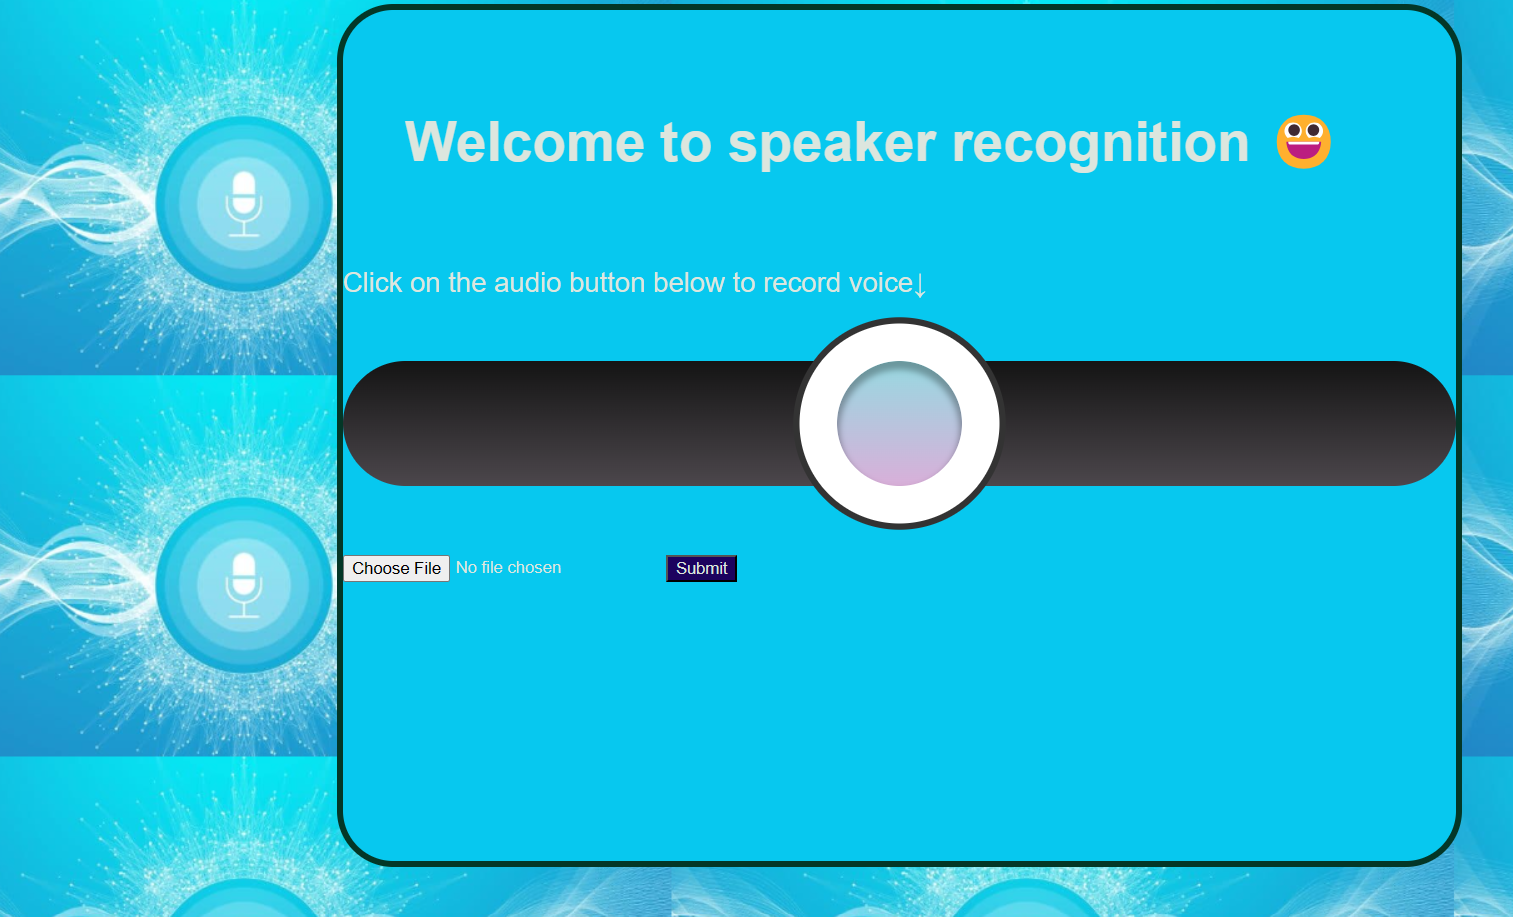 Welcome to speaker recognition 😀
Click on the audio button below to record voice↓
Choose File No file chosen Submit